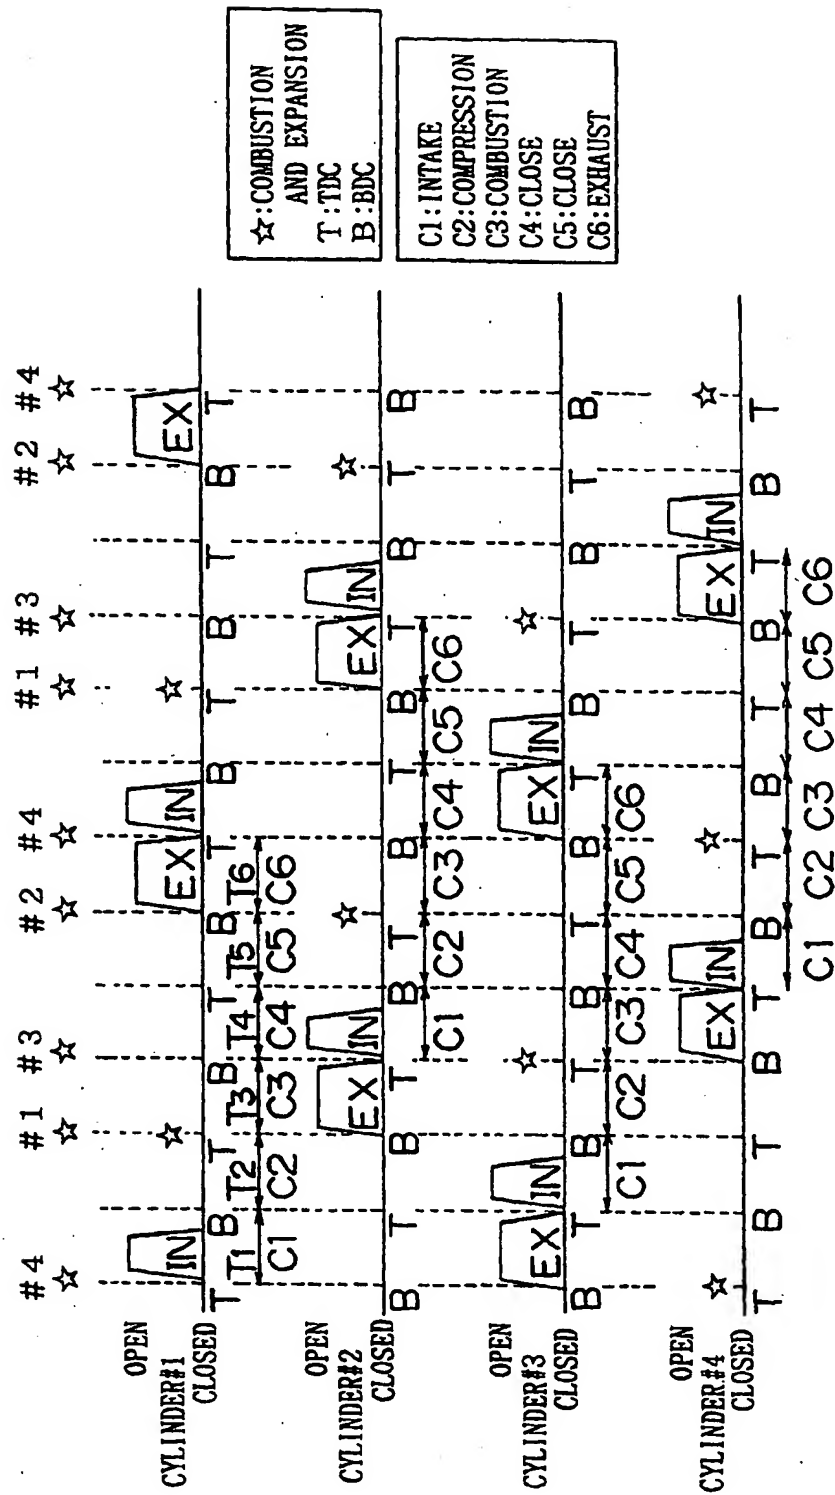 #4 #1 #3 #2 #4 #1 #3 #2 #4
☆ ☆ ☆ ☆ ☆ ☆ ☆ ☆ ☆
OPEN
IN EX IN EX
CYLINDER#1
☆ ☆
CLOSED
T B T B T B T B T B T B T
T1 T2 T3 T4 T5 T6
C1 C2 C3 C4 C5 C6
OPEN
EX IN EX IN
CYLINDER#2
☆ ☆
CLOSED
B T B T B T B T B T B T B
C1 C2 C3 C4 C5 C6
OPEN
EX IN EX IN
CYLINDER#3
☆ ☆
CLOSED
B T B T B T B T B T B T B
C1 C2 C3 C4 C5 C6
OPEN
EX IN EX IN
CYLINDER#4
☆ ☆ ☆
CLOSED
T B T B T B T B T B T B T
C1 C2 C3 C4 C5 C6
☆:COMBUSTION
AND EXPANSION
T:TDC
B:BDC
C1:INTAKE
C2:COMPRESSION
C3:COMBUSTION
C4:CLOSE
C5:CLOSE
C6:EXHAUST